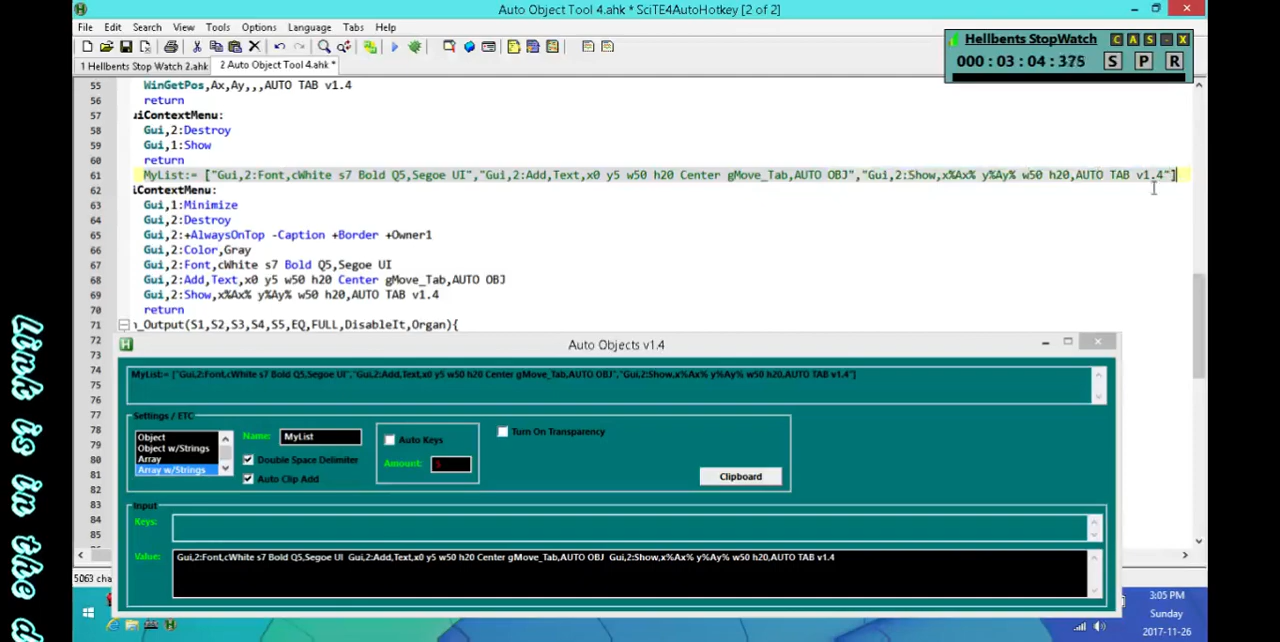 Auto Object Tool 4.ahk * SciTE4AutoHotkey [2 of 2]
File Edit Search View Tools Options Language Tabs Help
1 Hellbents Stop Watch 2.ahk 2 Auto Object Tool 4.ahk *
Hellbents StopWatch C A S - X
000 : 03 : 04 : 375 S P R
55 WinGetPos,Ax,Ay,,,AUTO TAB v1.4
56 return
57 uiContextMenu:
58 Gui,2:Destroy
59 Gui,1:Show
60 return
61 MyList:= ["Gui,2:Font,cWhite s7 Bold Q5,Segoe UI","Gui,2:Add,Text,x0 y5 w50 h20 Center gMove_Tab,AUTO OBJ","Gui,2:Show,x%Ax% y%Ay% w50 h20,AUTO TAB v1.4"]
62 iContextMenu:
63 Gui,1:Minimize
64 Gui,2:Destroy
65 Gui,2:+AlwaysOnTop -Caption +Border +Owner1
66 Gui,2:Color,Gray
67 Gui,2:Font,cWhite s7 Bold Q5,Segoe UI
68 Gui,2:Add,Text,x0 y5 w50 h20 Center gMove_Tab,AUTO OBJ
69 Gui,2:Show,x%Ax% y%Ay% w50 h20,AUTO TAB v1.4
70 return
71 n_Output(S1,S2,S3,S4,S5,EQ,FULL,DisableIt,Organ){
72
73
74
75
76
77
78
79
80
81
82
83
84
85
Auto Objects v1.4
MyList:= ["Gui,2:Font,cWhite s7 Bold Q5,Segoe UI","Gui,2:Add,Text,x0 y5 w50 h20 Center gMove_Tab,AUTO OBJ","Gui,2:Show,x%Ax% y%Ay% w50 h20,AUTO TAB v1.4"]
Settings / ETC
Object
Object w/Strings
Array
Array w/Strings
Name: MyList
Double Space Delimiter
Auto Clip Add
Auto Keys
Amount: 5
Turn On Transparency
Clipboard
Input
Keys:
Value: Gui,2:Font,cWhite s7 Bold Q5,Segoe UI  Gui,2:Add,Text,x0 y5 w50 h20 Center gMove_Tab,AUTO OBJ  Gui,2:Show,x%Ax% y%Ay% w50 h20,AUTO TAB v1.4
5063 cha
3:05 PM
Sunday
2017-11-26
Link is in the d